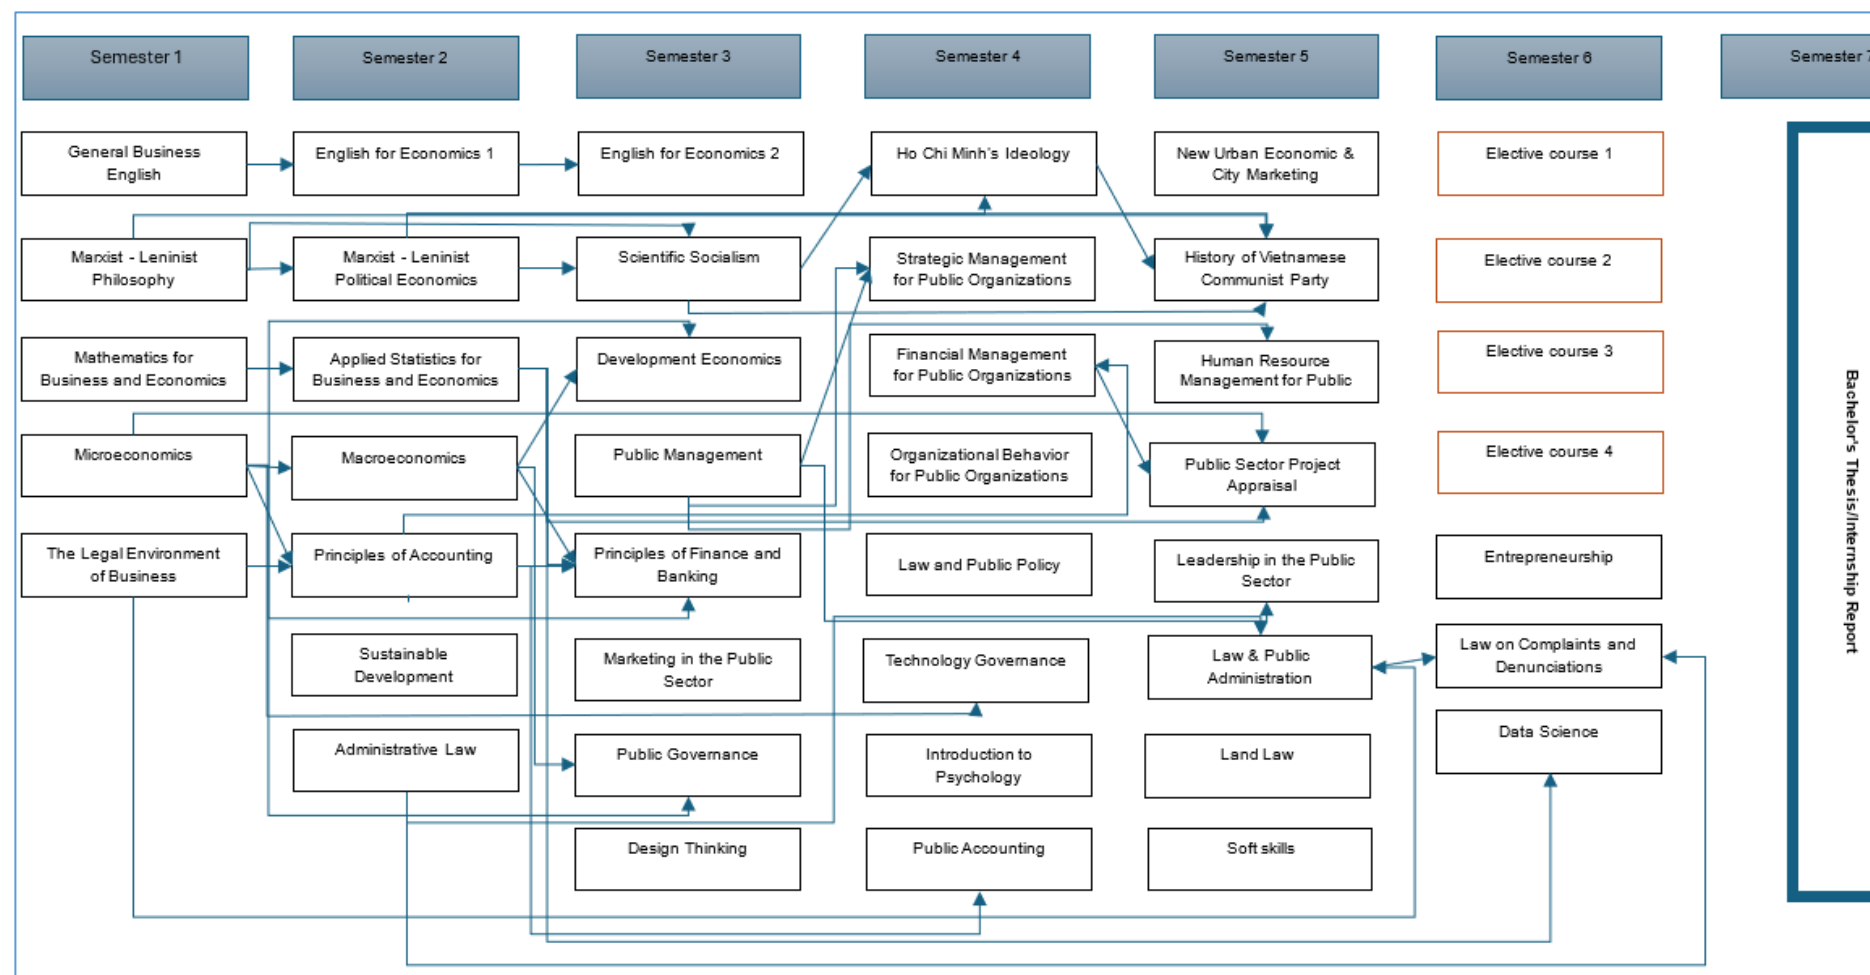 Semester 1
Semester 2
Semester 3
Semester 4
Semester 5
Semester 6
Semester 7
General Business
English
English for Economics 1
English for Economics 2
Ho Chi Minh's Ideology
New Urban Economic &
City Marketing
Elective course 1
Marxist - Leninist
Philosophy
Marxist - Leninist
Political Economics
Scientific Socialism
Strategic Management
for Public Organizations
History of Vietnamese
Communist Party
Elective course 2
Mathematics for
Business and Economics
Applied Statistics for
Business and Economics
Development Economics
Financial Management
for Public Organizations
Human Resource
Management for Public
Elective course 3
Microeconomics
Macroeconomics
Public Management
Organizational Behavior
for Public Organizations
Public Sector Project
Appraisal
Elective course 4
The Legal Environment
of Business
Principles of Accounting
Principles of Finance and
Banking
Law and Public Policy
Leadership in the Public
Sector
Entrepreneurship
Sustainable
Development
Marketing in the Public
Sector
Technology Governance
Law & Public
Administration
Law on Complaints and
Denunciations
Administrative Law
Public Governance
Introduction to
Psychology
Land Law
Data Science
Design Thinking
Public Accounting
Soft skills
Bachelor's Thesis/Internship Report